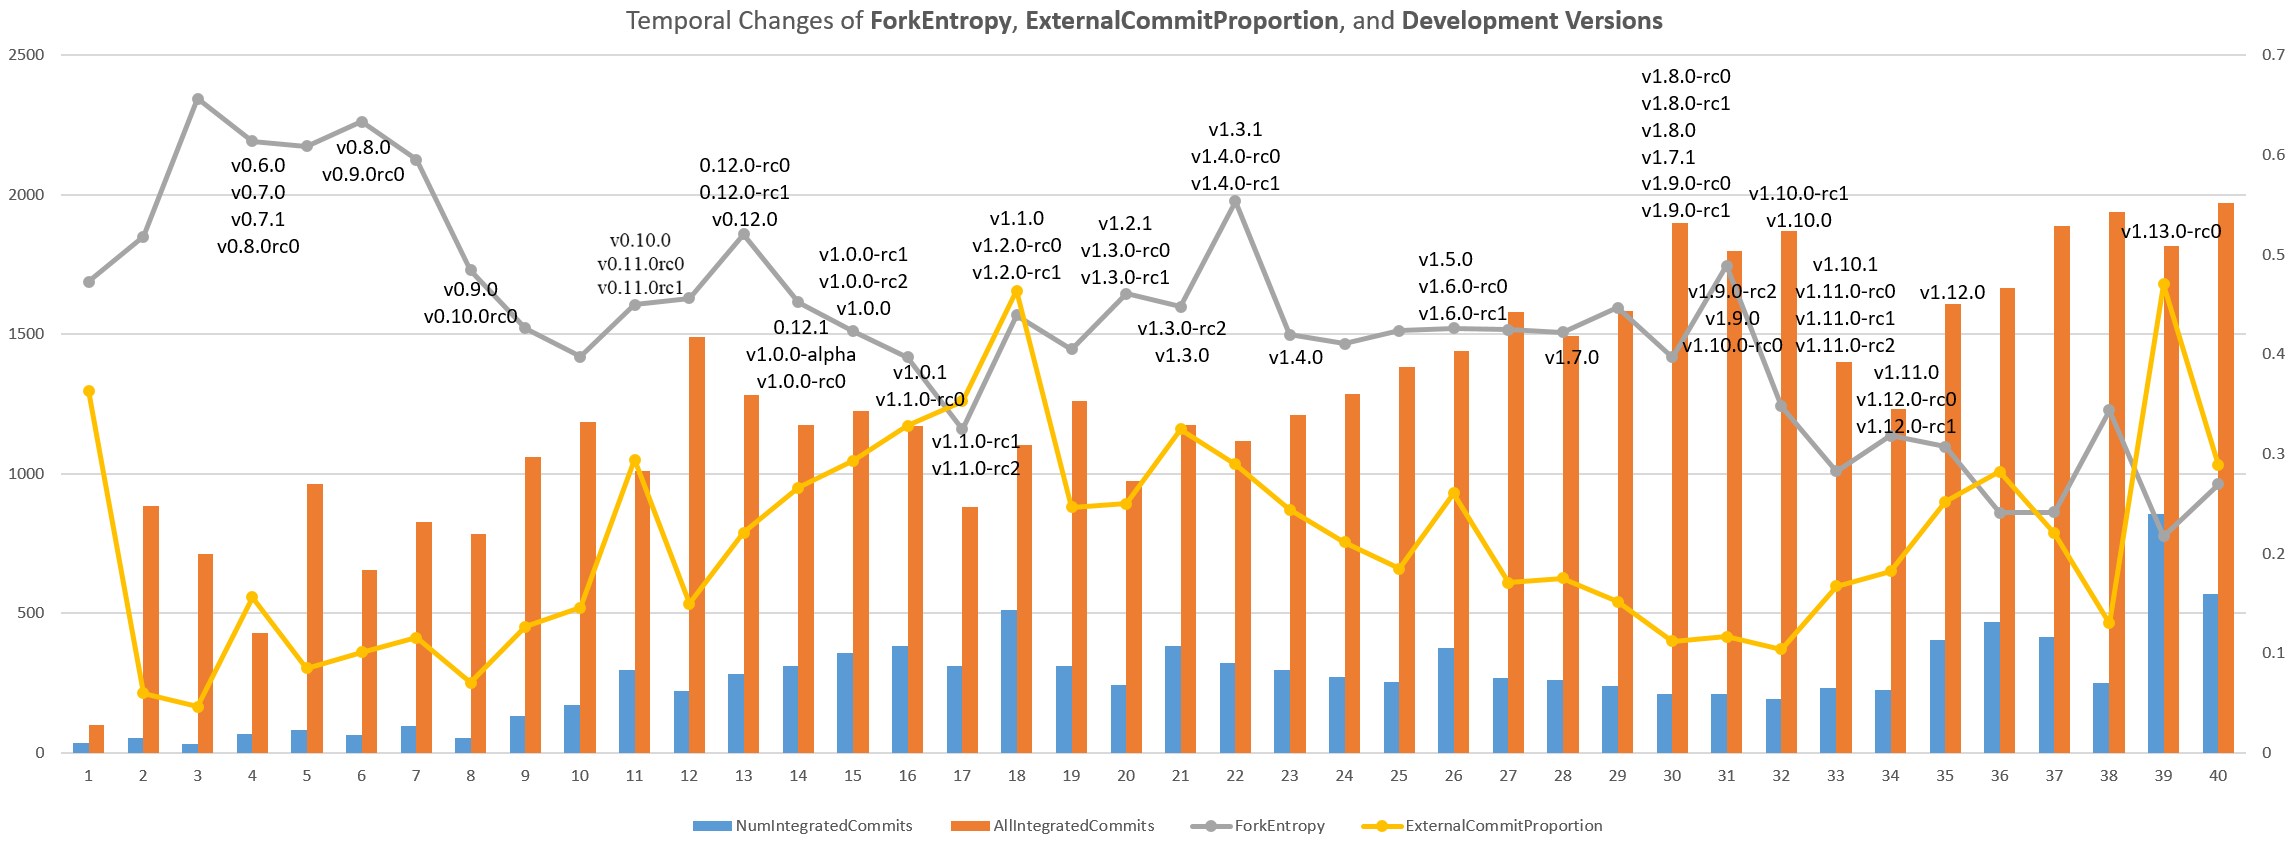 Temporal Changes of ForkEntropy, ExternalCommitProportion, and Development Versions
2500
2000
1500
1000
500
0
0.7
0.6
0.5
0.4
0.3
0.2
0.1
0
v0.6.0
v0.7.0
v0.7.1
v0.8.0rc0
v0.8.0
v0.9.0rc0
v0.9.0
v0.10.0rc0
v0.10.0
v0.11.0rc0
v0.11.0rc1
0.12.0-rc0
0.12.0-rc1
v0.12.0
0.12.1
v1.0.0-alpha
v1.0.0-rc0
v1.0.0-rc1
v1.0.0-rc2
v1.0.0
v1.0.1
v1.1.0-rc0
v1.1.0-rc1
v1.1.0-rc2
v1.1.0
v1.2.0-rc0
v1.2.0-rc1
v1.2.1
v1.3.0-rc0
v1.3.0-rc1
v1.3.0-rc2
v1.3.0
v1.3.1
v1.4.0-rc0
v1.4.0-rc1
v1.4.0
v1.5.0
v1.6.0-rc0
v1.6.0-rc1
v1.7.0
v1.8.0-rc0
v1.8.0-rc1
v1.8.0
v1.7.1
v1.9.0-rc0
v1.9.0-rc1
v1.9.0-rc2
v1.9.0
v1.10.0-rc0
v1.10.0-rc1
v1.10.0
v1.10.1
v1.11.0-rc0
v1.11.0-rc1
v1.11.0-rc2
v1.11.0
v1.12.0-rc0
v1.12.0-rc1
v1.12.0
v1.13.0-rc0
1 2 3 4 5 6 7 8 9 10 11 12 13 14 15 16 17 18 19 20 21 22 23 24 25 26 27 28 29 30 31 32 33 34 35 36 37 38 39 40
NumIntegratedCommits AllIntegratedCommits ForkEntropy ExternalCommitProportion